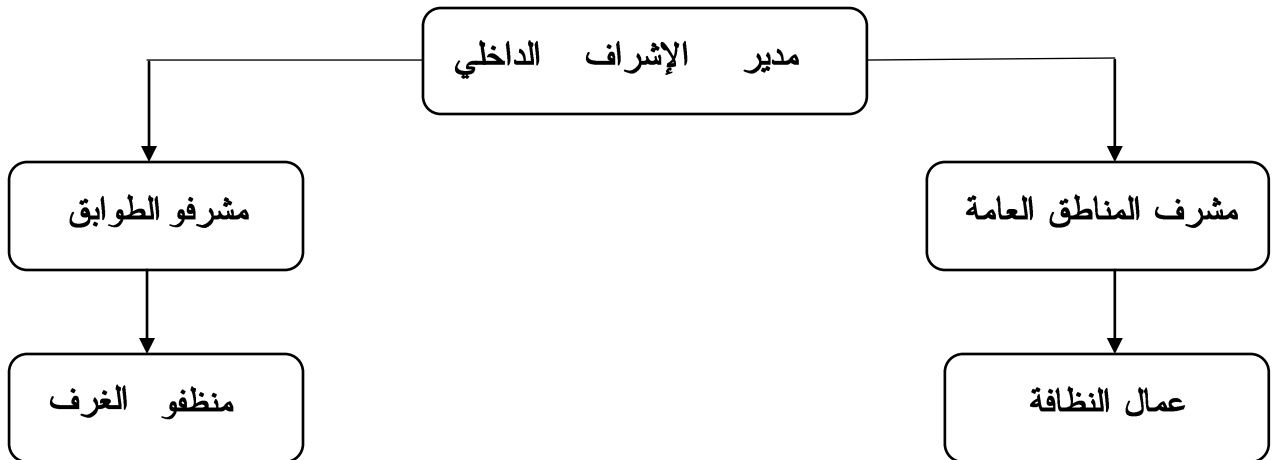 مدير الإشراف الداخلي
مشرف المناطق العامة
مشرفو الطوابق
عمال النظافة
منظفو الغرف